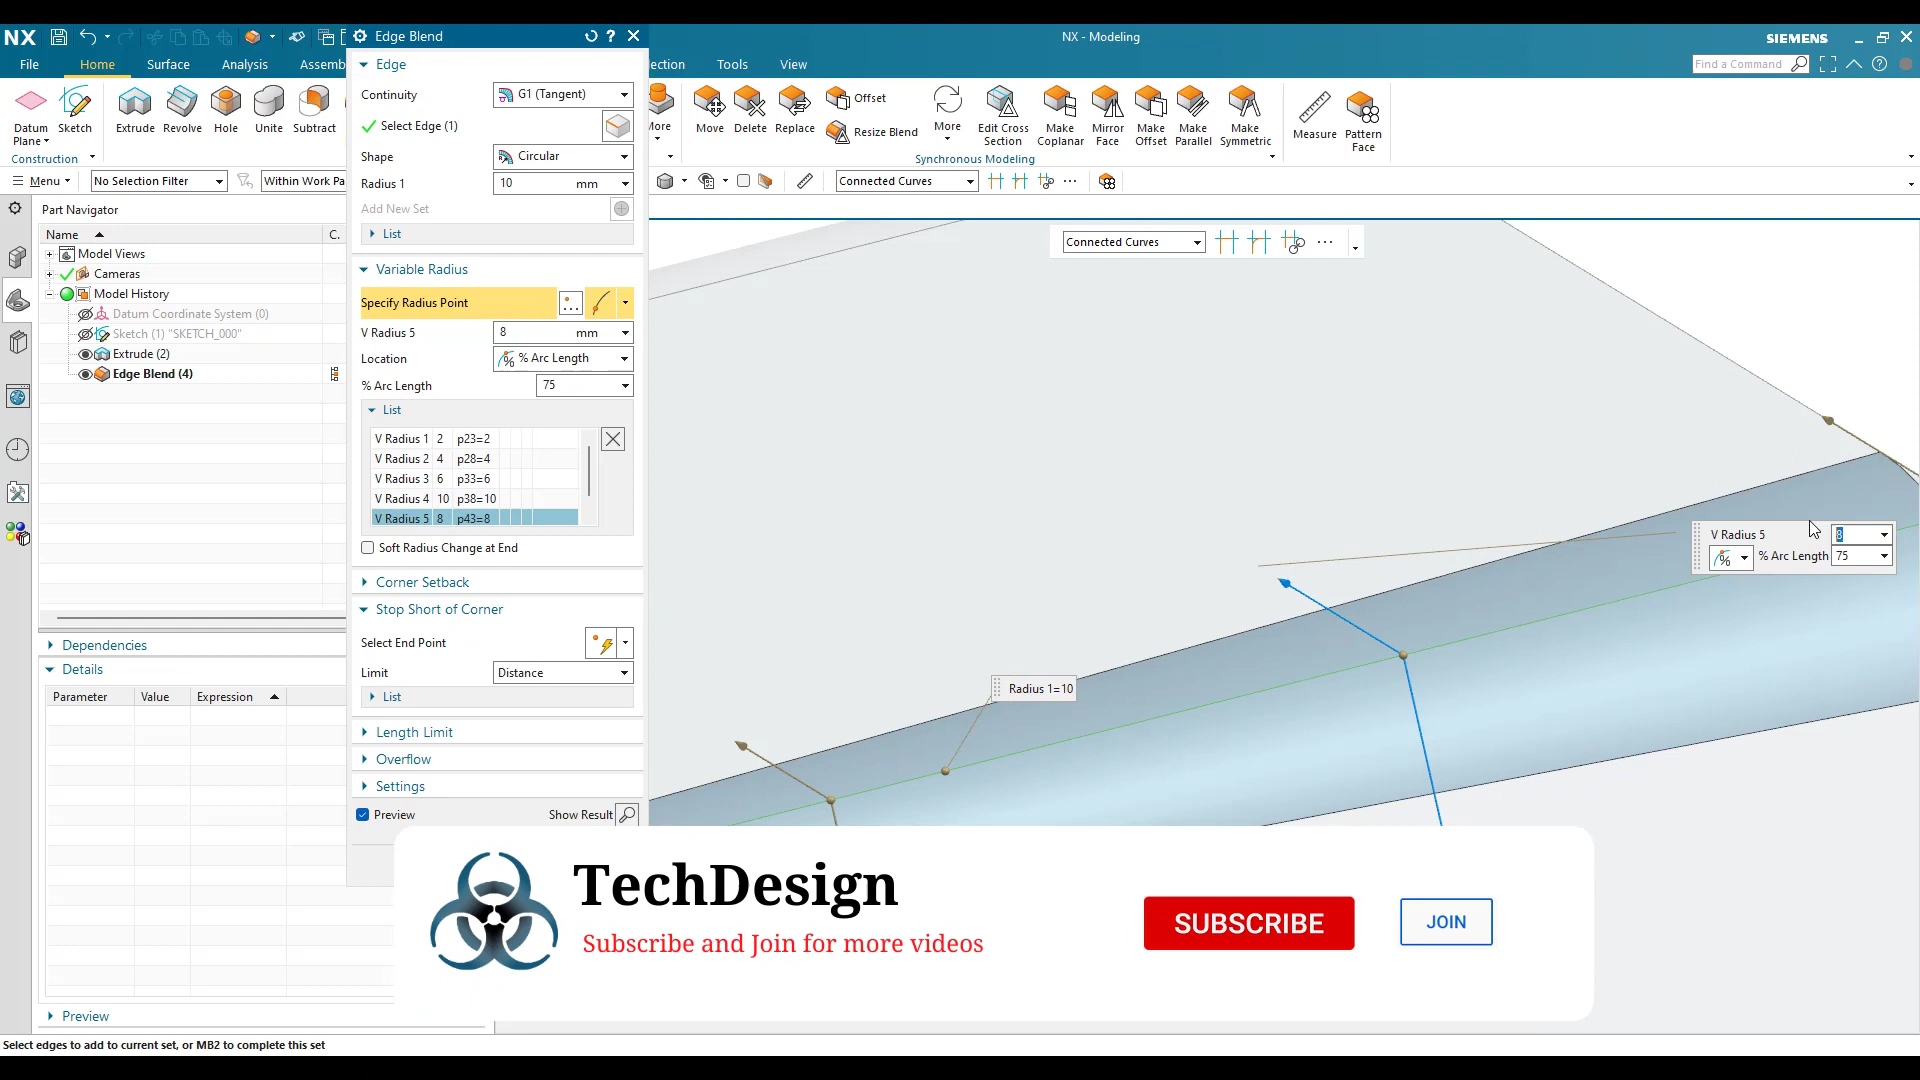 NX
Edge Blend
NX - Modeling
SIEMENS
File
Home
Surface
Analysis
Assemb
ection
Tools
View
Find a Command
Datum
Plane
Sketch
Extrude
Revolve
Hole
Unite
Subtract
More
Move
Delete
Replace
Offset
Resize Blend
More
Edit Cross
Section
Make
Coplanar
Mirror
Face
Make
Offset
Make
Parallel
Make
Symmetric
Measure
Pattern
Face
Construction
Synchronous Modeling
Menu
No Selection Filter
Within Work Pa
Connected Curves
Connected Curves
Part Navigator
Name
C.
Model Views
Cameras
Model History
Datum Coordinate System (0)
Sketch (1) "SKETCH_000"
Extrude (2)
Edge Blend (4)
Dependencies
Details
Parameter
Value
Expression
Preview
Edge
Continuity
G1 (Tangent)
Select Edge (1)
Shape
Circular
Radius 1
10
mm
Add New Set
List
Variable Radius
Specify Radius Point
V Radius 5
8
mm
Location
% Arc Length
% Arc Length
75
List
V Radius 1 2 p23=2
V Radius 2 4 p28=4
V Radius 3 6 p33=6
V Radius 4 10 p38=10
V Radius 5 8 p43=8
Soft Radius Change at End
Corner Setback
Stop Short of Corner
Select End Point
Limit
Distance
List
Length Limit
Overflow
Settings
Preview
Show Result
V Radius 5
8
% Arc Length
75
Radius 1=10
TechDesign
Subscribe and Join for more videos
SUBSCRIBE
JOIN
Select edges to add to current set, or MB2 to complete this set